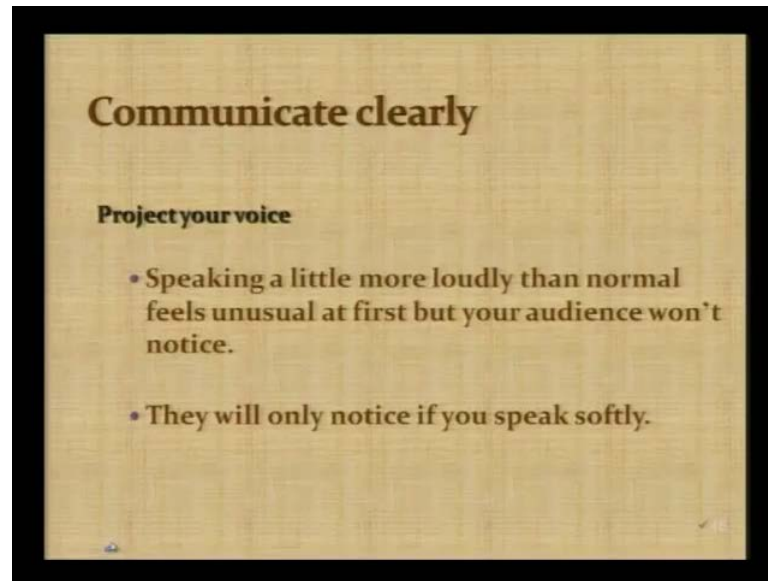 Communicate clearly
Project your voice
• Speaking a little more loudly than normal
feels unusual at first but your audience won't
notice.
• They will only notice if you speak softly.